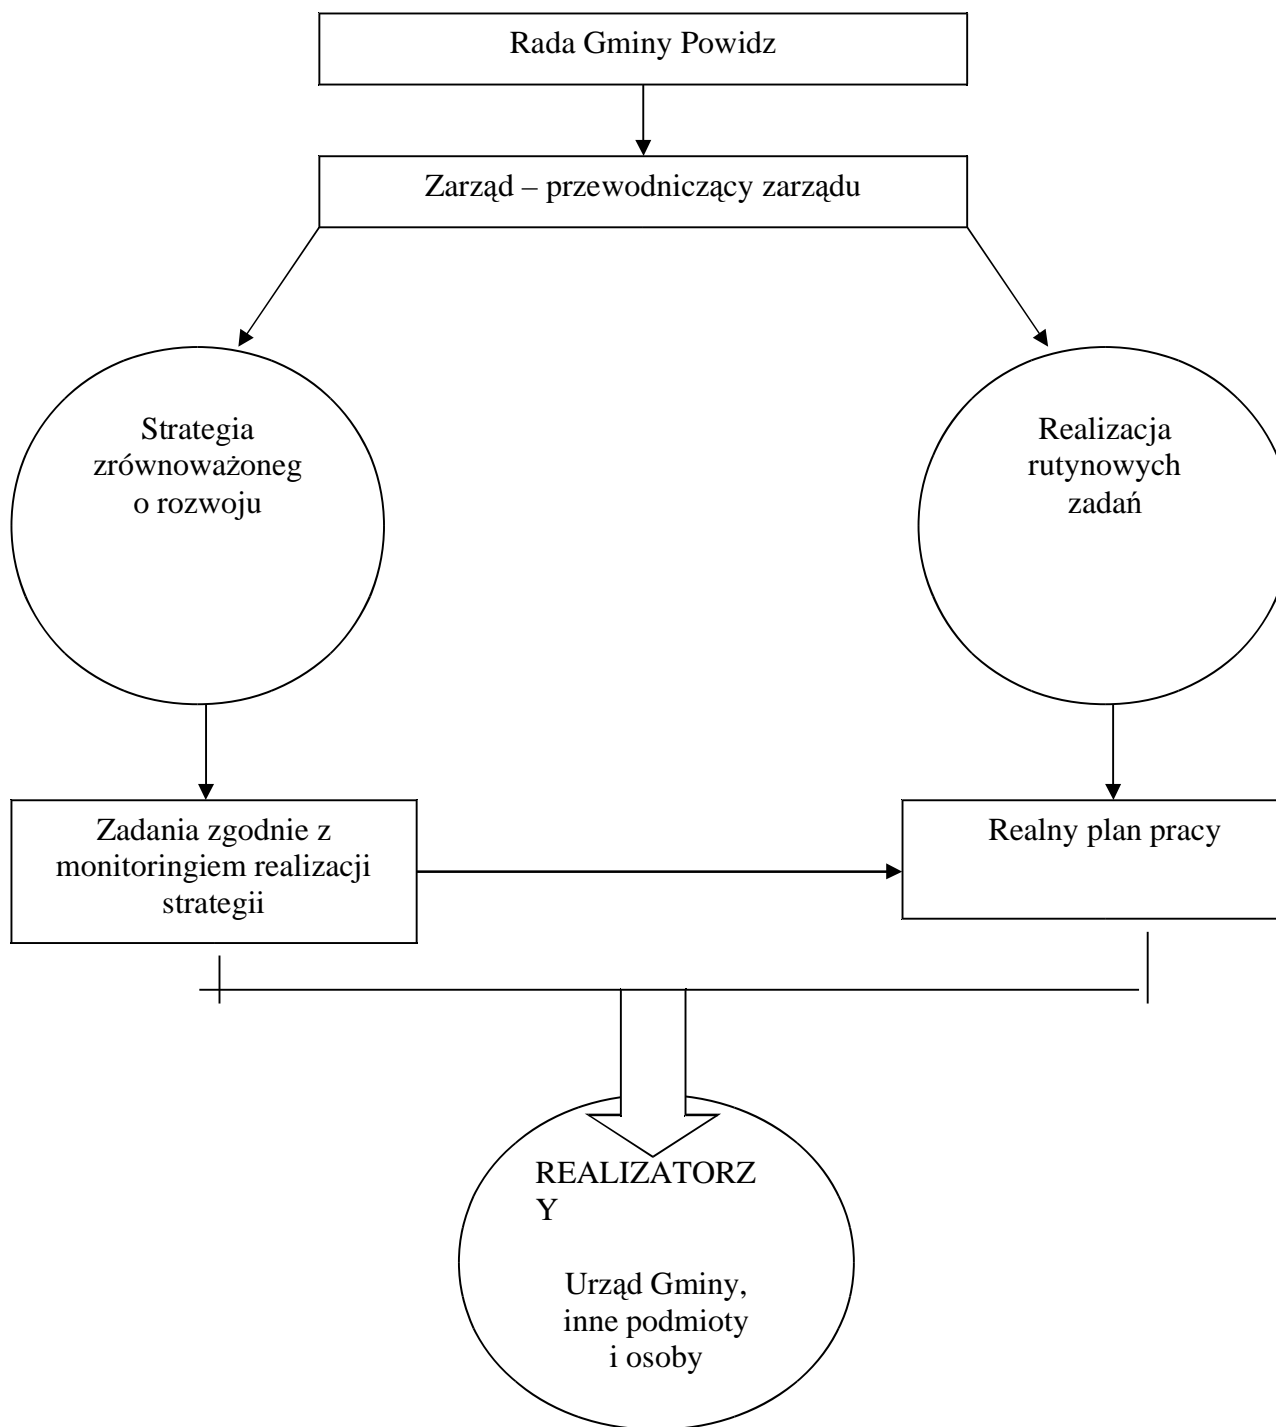 Rada Gminy Powidz
Zarząd – przewodniczący zarządu
Strategia
zrównoważoneg
o rozwoju
Realizacja
rutynowych
zadań
Zadania zgodnie z
monitoringiem realizacji
strategii
Realny plan pracy
REALIZATORZ
Y
Urząd Gminy,
inne podmioty
i osoby